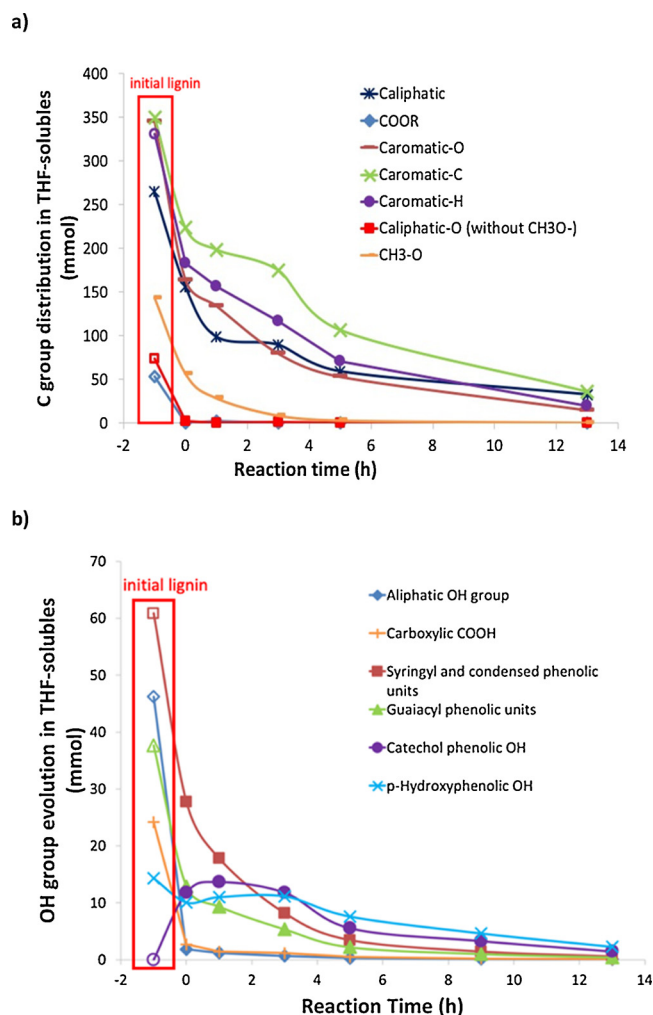 a)
400
350
300
250
200
150
100
50
0
C group distribution in THF-solubles
(mmol)
initial lignin
Caliphatic
COOR
Caromatic-O
Caromatic-C
Caromatic-H
Caliphatic-O (without CH3O-)
CH3-O
-2 0 2 4 6 8 10 12 14
Reaction time (h)
b)
70
60
50
40
30
20
10
0
OH group evolution in THF-solubles
(mmol)
initial lignin
Aliphatic OH group
Carboxylic COOH
Syringyl and condensed phenolic
units
Guaiacyl phenolic units
Catechol phenolic OH
p-Hydroxyphenolic OH
-2 0 2 4 6 8 10 12 14
Reaction Time (h)